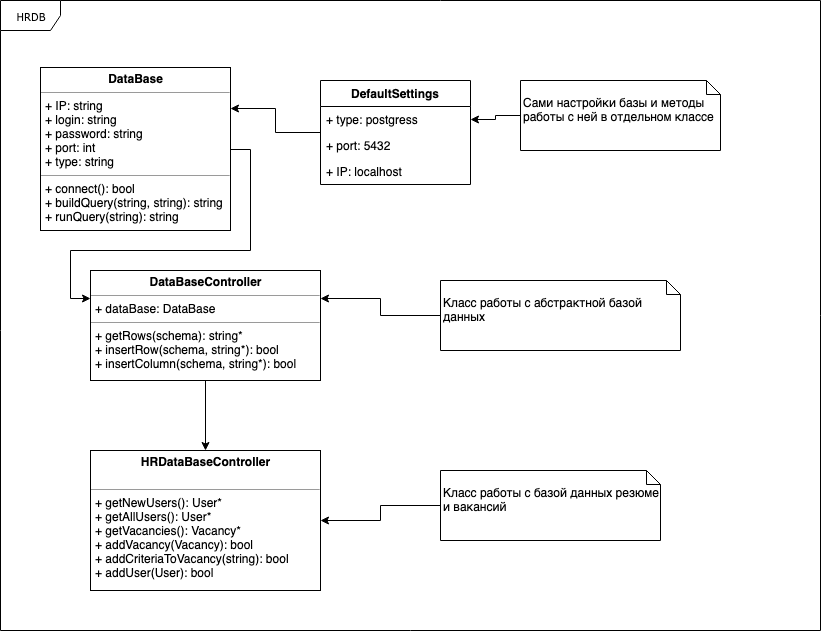 HRDB
DataBase
+ IP: string
+ login: string
+ password: string
+ port: int
+ type: string
+ connect(): bool
+ buildQuery(string, string): string
+ runQuery(string): string
DefaultSettings
+ type: postgress
+ port: 5432
+ IP: localhost
Сами настройки базы и методы
работы с ней в отдельном классе
DataBaseController
+ dataBase: DataBase
+ getRows(schema): string*
+ insertRow(schema, string*): bool
+ insertColumn(schema, string*): bool
Класс работы с абстрактной базой
данных
HRDataBaseController
+ getNewUsers(): User*
+ getAllUsers(): User*
+ getVacancies(): Vacancy*
+ addVacancy(Vacancy): bool
+ addCriteriaToVacancy(string): bool
+ addUser(User): bool
Класс работы с базой данных резюме
и вакансий